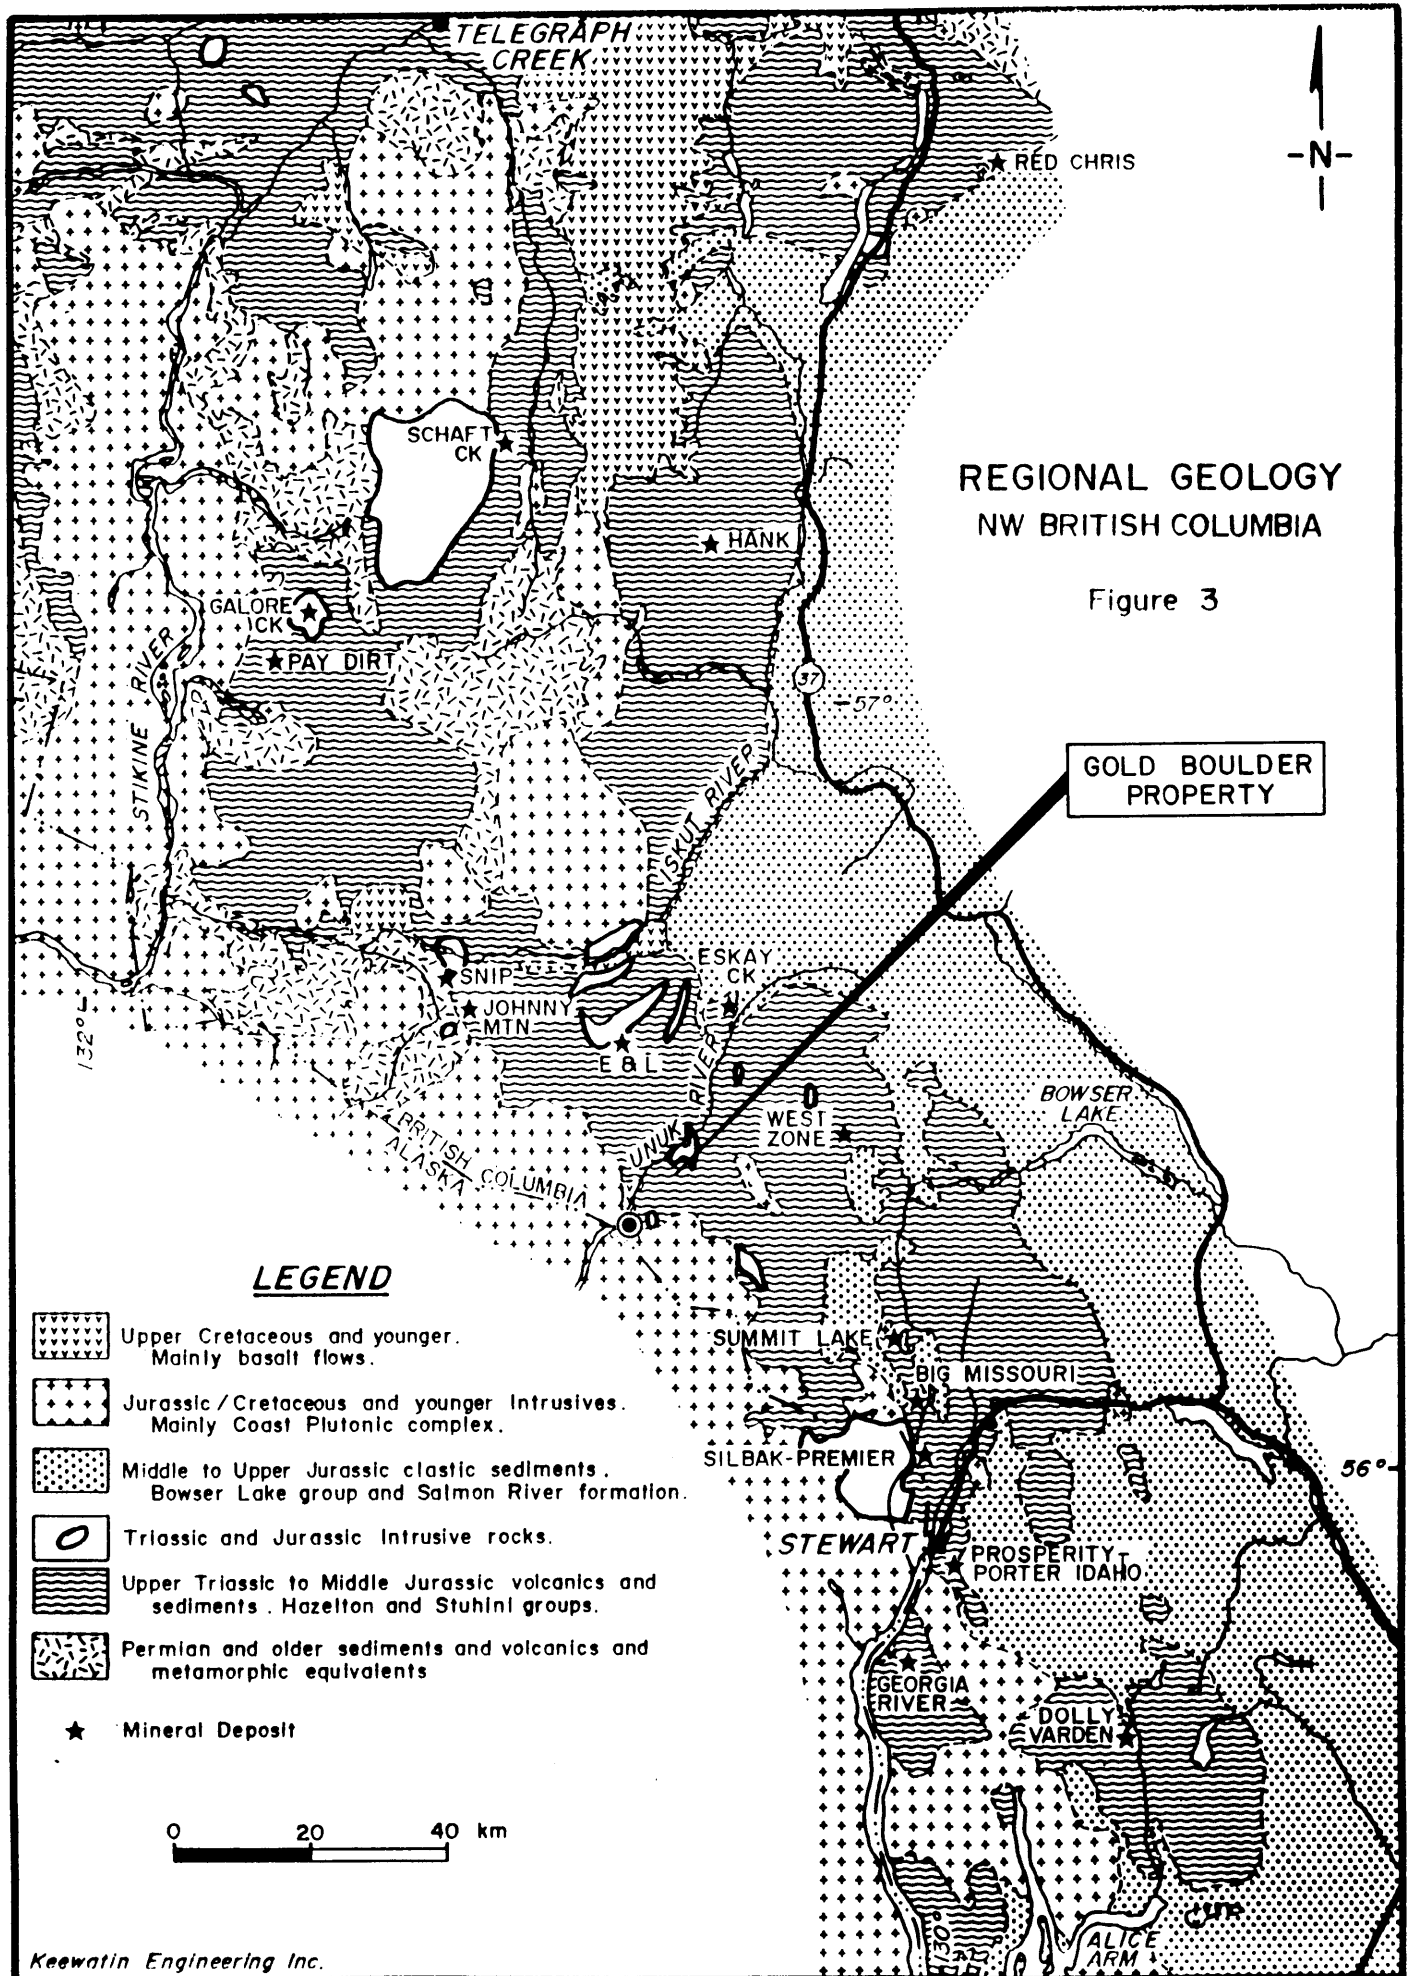 TELEGRAPH
CREEK
RED CHRIS
-N-
SCHAFT
CK
REGIONAL GEOLOGY
NW BRITISH COLUMBIA
Figure 3
HANK
GALORE
CK
PAY DIRT
STIKINE RIVER
37
57°
ISKUT RIVER
GOLD BOULDER
PROPERTY
ESKAY
CK
SNIP
JOHNNY
MTN
E & L
132°
UNUK RIVER
WEST
ZONE
BOWSER
LAKE
BRITISH COLUMBIA
ALASKA
SUMMIT LAKE
BIG MISSOURI
SILBAK-PREMIER
56°
STEWART
PROSPERITY-
PORTER IDAHO
GEORGIA
RIVER
DOLLY
VARDEN
130°
ALICE
ARM
LEGEND
Upper Cretaceous and younger.
Mainly basalt flows.
Jurassic/Cretaceous and younger Intrusives.
Mainly Coast Plutonic complex.
Middle to Upper Jurassic clastic sediments.
Bowser Lake group and Salmon River formation.
Triassic and Jurassic Intrusive rocks.
Upper Triassic to Middle Jurassic volcanics and
sediments. Hazelton and Stuhini groups.
Permian and older sediments and volcanics and
metamorphic equivalents
Mineral Deposit
0 20 40 km
Keewatin Engineering Inc.